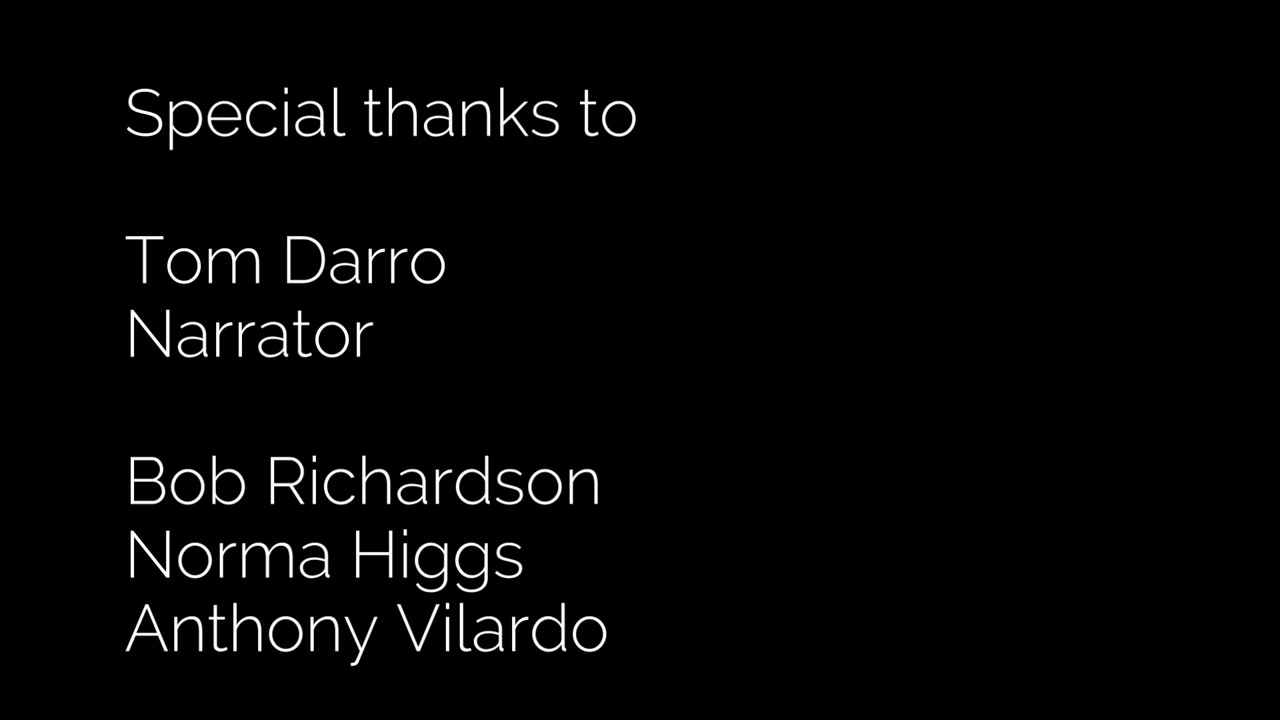 Special thanks to
Tom Darro
Narrator
Bob Richardson
Norma Higgs
Anthony Vilardo